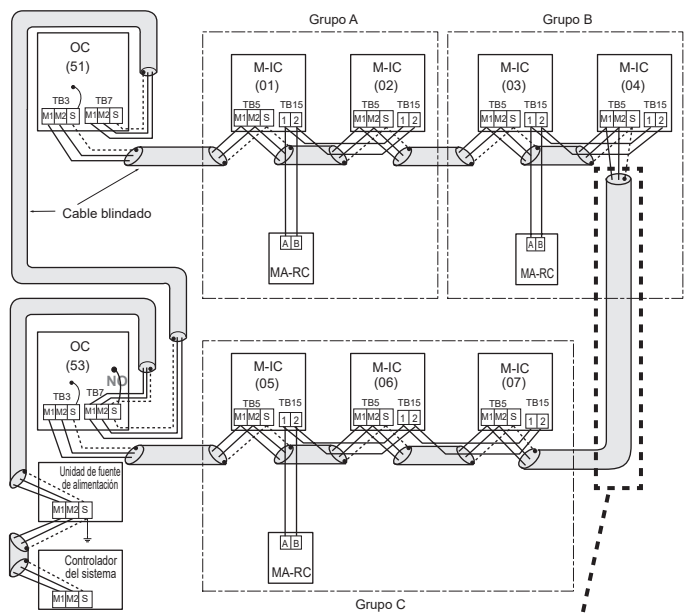 Grupo A
Grupo B
OC
(51)
TB3
TB7
M1 M2 S
M1 M2 S
M-IC
(01)
TB5
TB15
M1 M2 S
1 2
M-IC
(02)
TB5
TB15
M1 M2 S
1 2
M-IC
(03)
TB5
TB15
M1 M2 S
1 2
M-IC
(04)
TB5
TB15
M1 M2 S
1 2
Cable blindado
A B
MA-RC
A B
MA-RC
OC
(53)
NO
TB3
TB7
M1 M2 S
M1 M2 S
M-IC
(05)
TB5
TB15
M1 M2 S
1 2
M-IC
(06)
TB5
TB15
M1 M2 S
1 2
M-IC
(07)
TB5
TB15
M1 M2 S
1 2
Unidad de fuente
de alimentación
M1 M2 S
A B
MA-RC
Controlador
del sistema
M1 M2 S
Grupo C